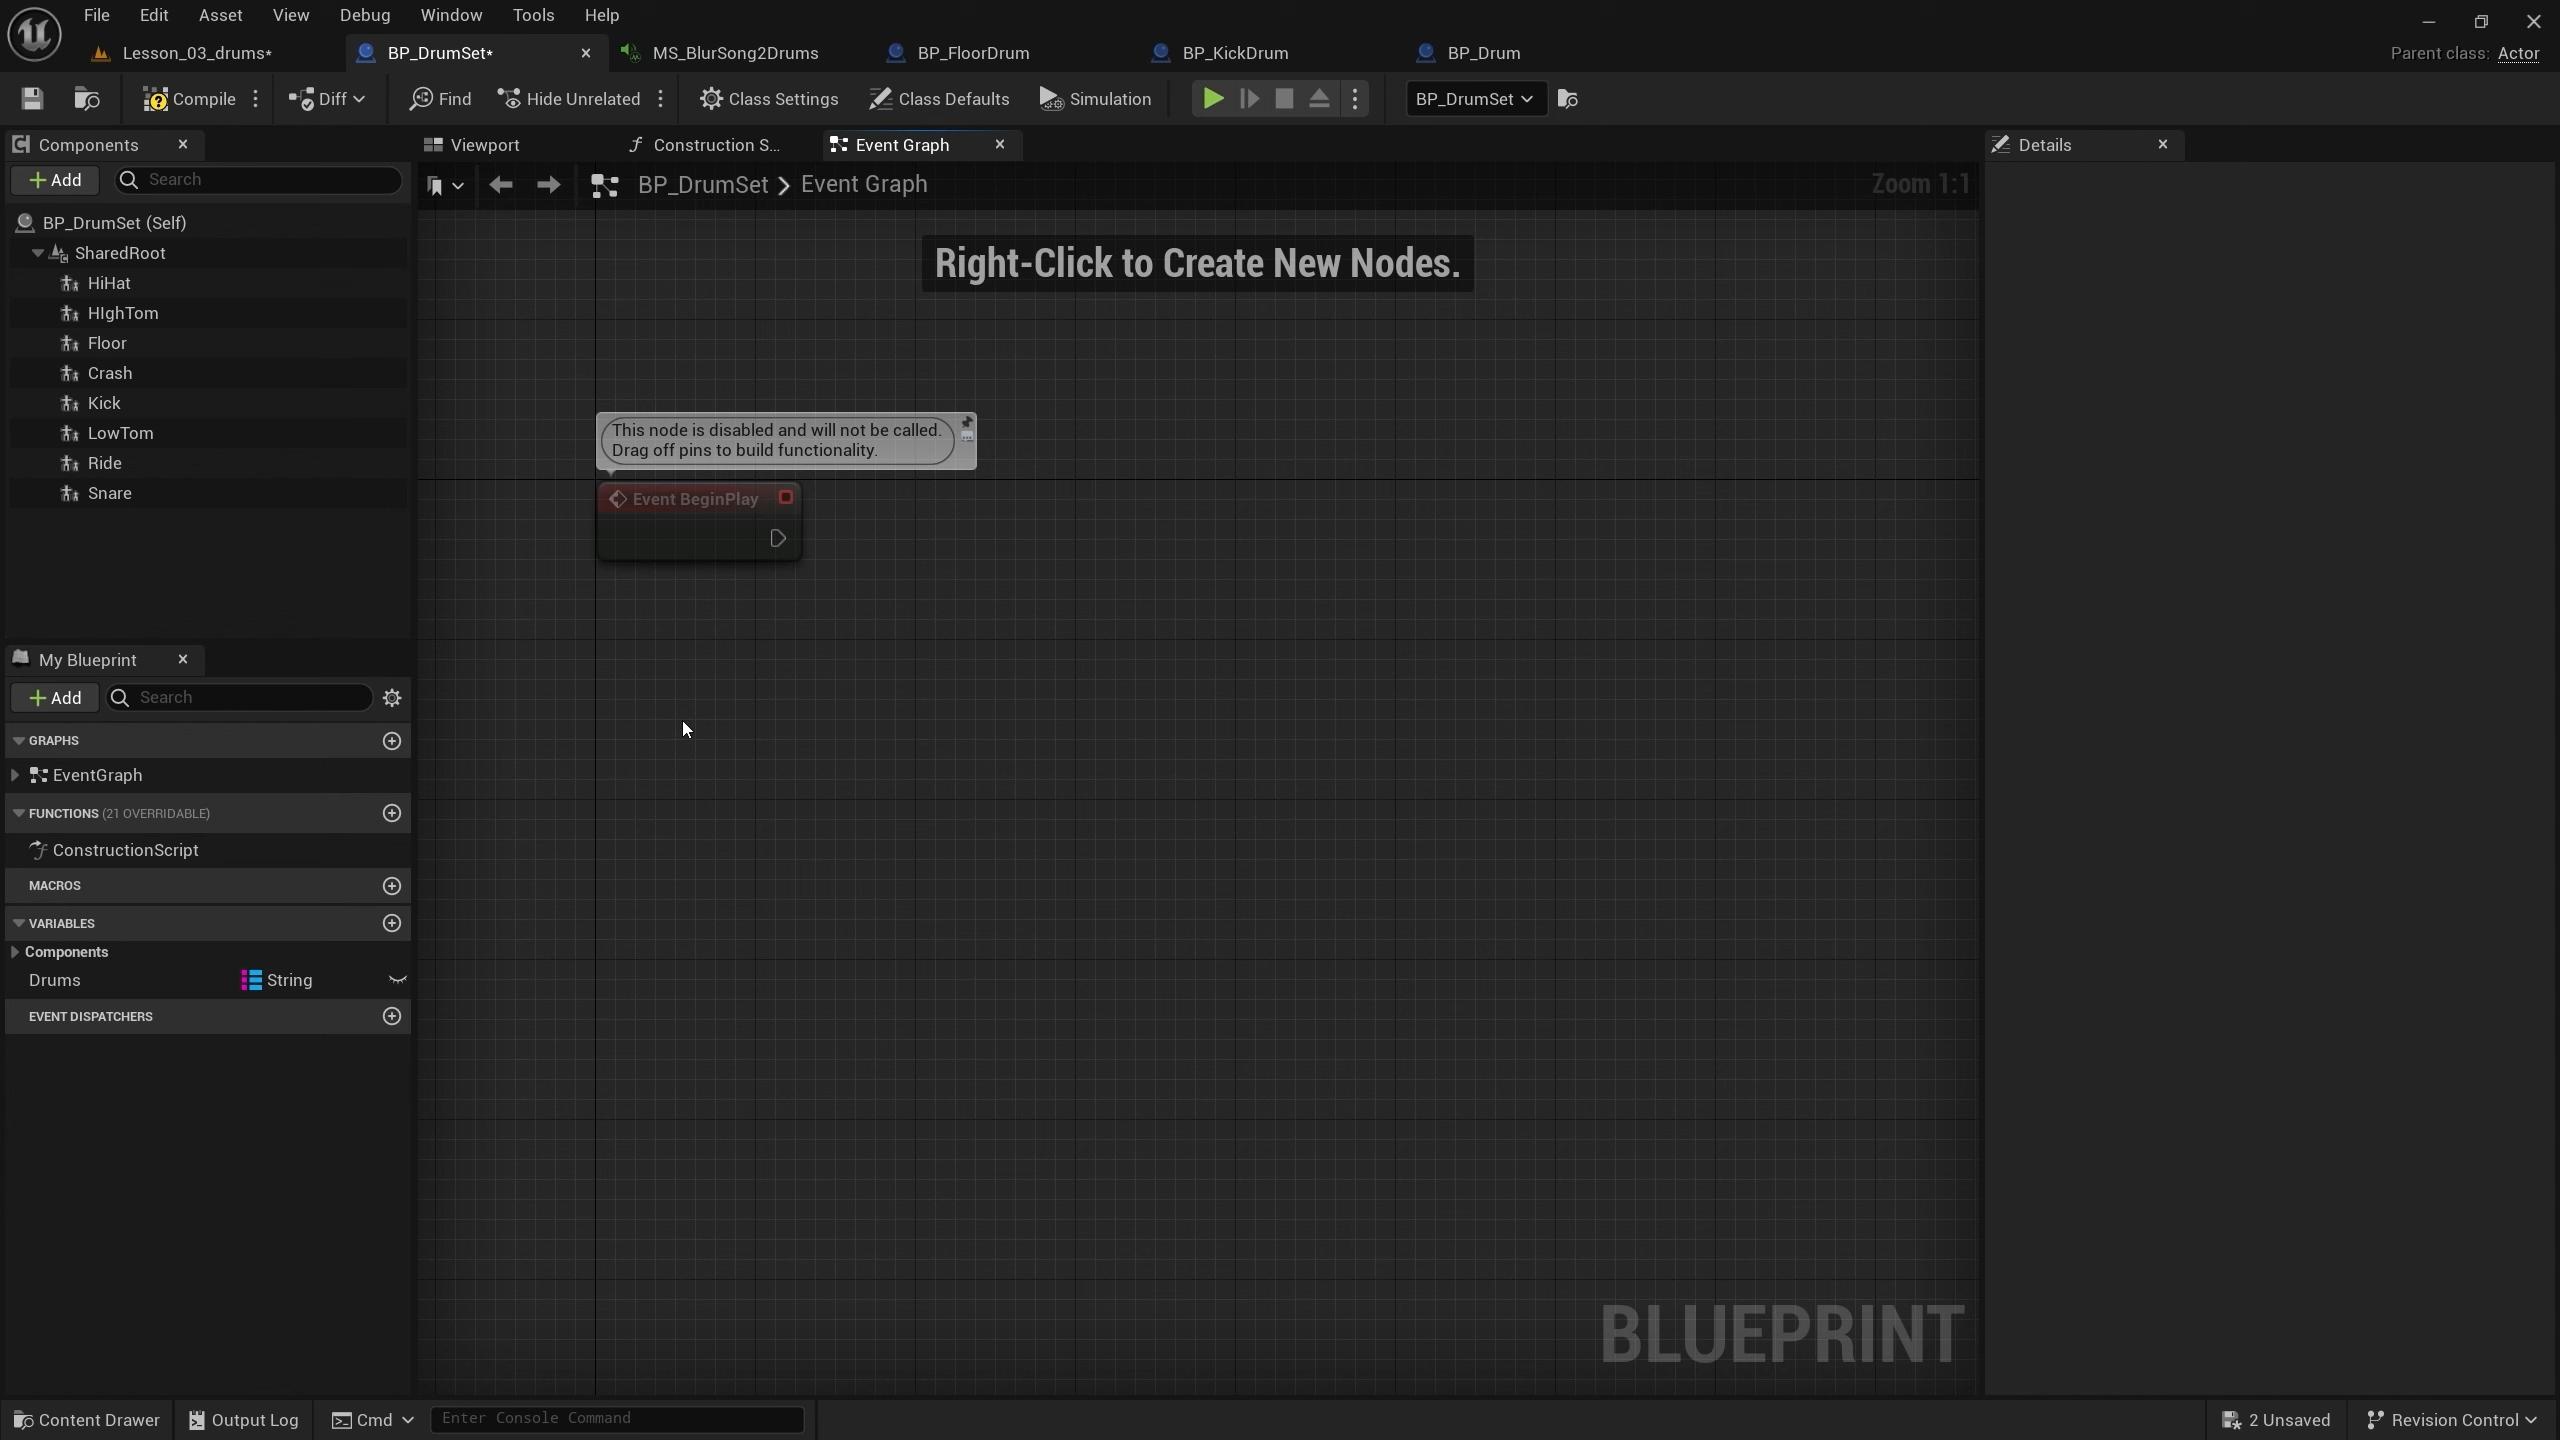 File Edit Asset View Debug Window Tools Help
Lesson_03_drums* BP_DrumSet* MS_BlurSong2Drums BP_FloorDrum BP_KickDrum BP_Drum Parent class: Actor
Compile Diff Find Hide Unrelated Class Settings Class Defaults Simulation BP_DrumSet
Components Viewport Construction S... Event Graph Details
Add Search BP_DrumSet > Event Graph Zoom 1:1
BP_DrumSet (Self)
SharedRoot
HiHat
HIghTom
Floor
Crash
Kick
LowTom
Ride
Snare
Right-Click to Create New Nodes.
This node is disabled and will not be called.
Drag off pins to build functionality.
Event BeginPlay
My Blueprint
Add Search
GRAPHS
EventGraph
FUNCTIONS (21 OVERRIDABLE)
ConstructionScript
MACROS
VARIABLES
Components
Drums String
EVENT DISPATCHERS
BLUEPRINT
Content Drawer Output Log Cmd Enter Console Command 2 Unsaved Revision Control